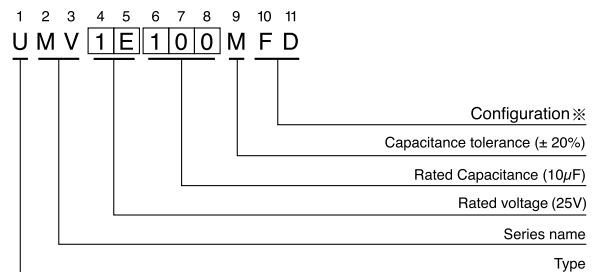 1 2 3 4 5 6 7 8 9 10 11
U M V 1 E 1 0 0 M F D
Configuration※
Capacitance tolerance (± 20%)
Rated Capacitance (10µF)
Rated voltage (25V)
Series name
Type